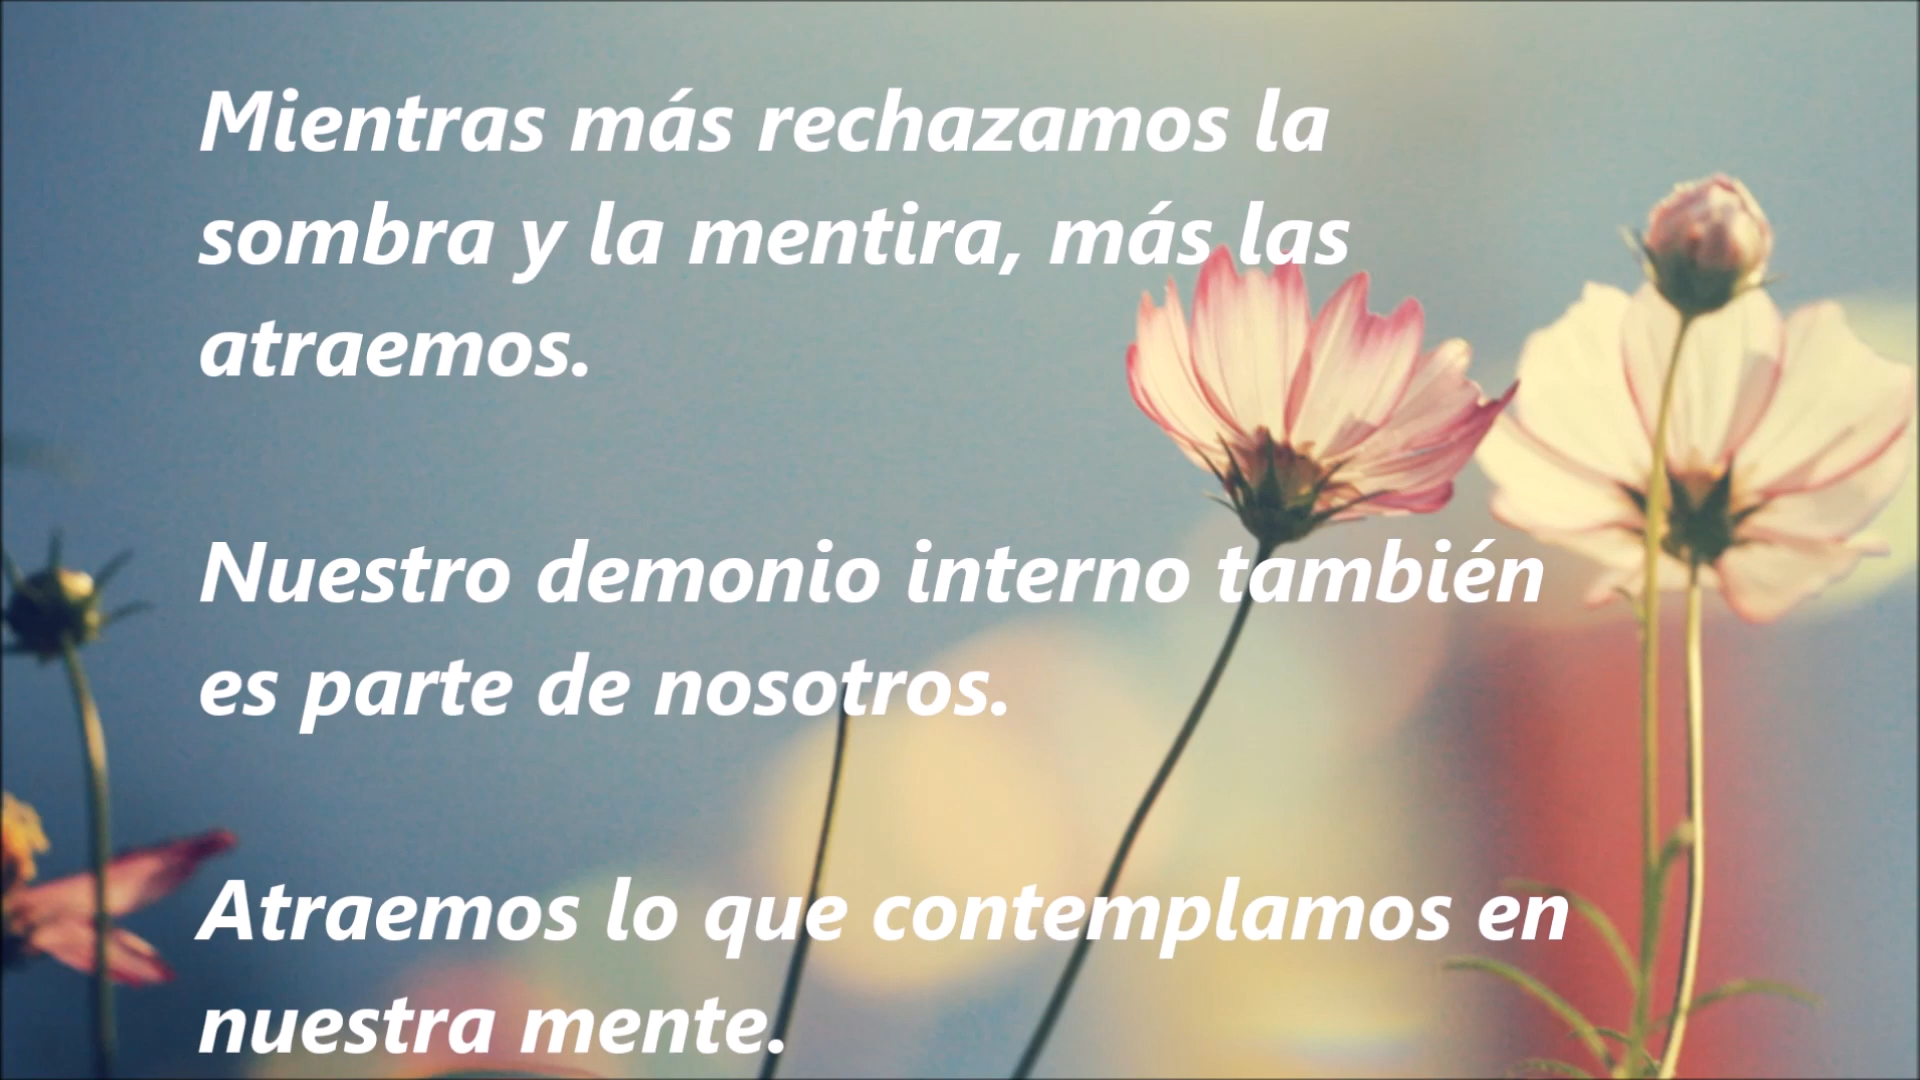 Mientras más rechazamos la
sombra y la mentira, más las
atraemos.
Nuestro demonio interno también
es parte de nosotros.
Atraemos lo que contemplamos en
nuestra mente.